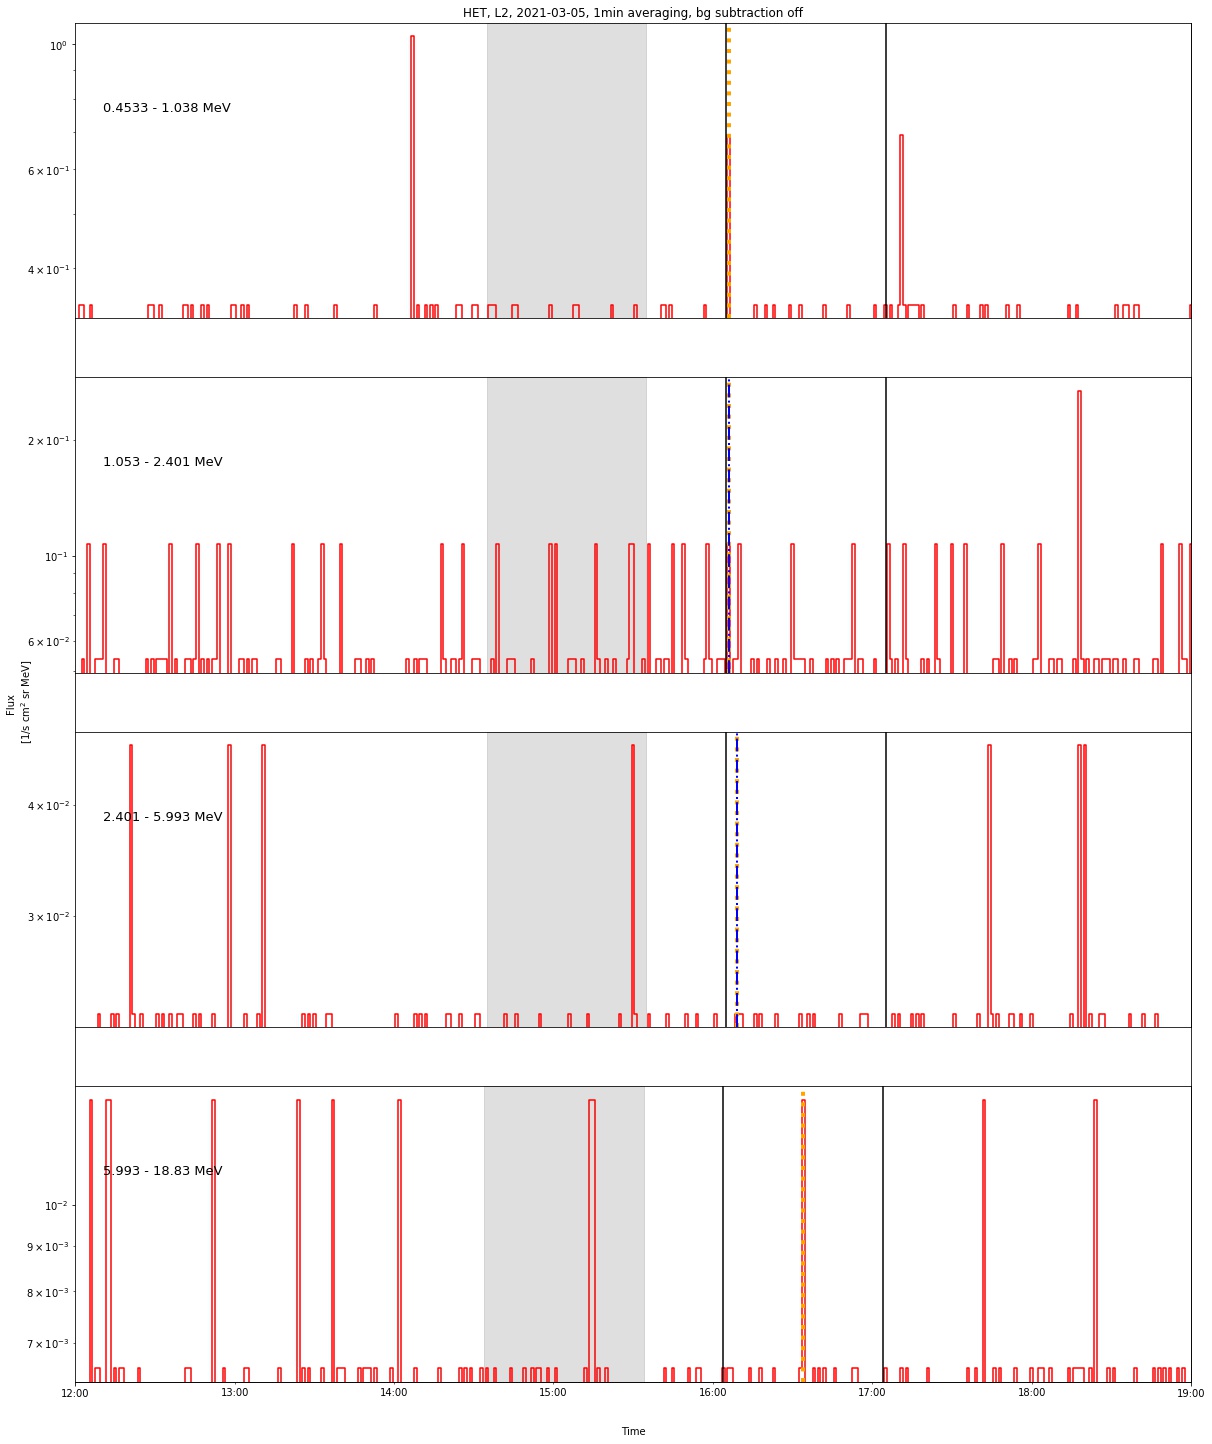 HET, L2, 2021-03-05, 1min averaging, bg subtraction off
10⁰
0.4533 - 1.038 MeV
6 × 10⁻¹
4 × 10⁻¹
2 × 10⁻¹
1.053 - 2.401 MeV
10⁻¹
6 × 10⁻²
Flux
[1/s cm² sr MeV]
4 × 10⁻²
2.401 - 5.993 MeV
3 × 10⁻²
5.993 - 18.83 MeV
10⁻²
9 × 10⁻³
8 × 10⁻³
7 × 10⁻³
12:00 13:00 14:00 15:00 16:00 17:00 18:00 19:00
Time